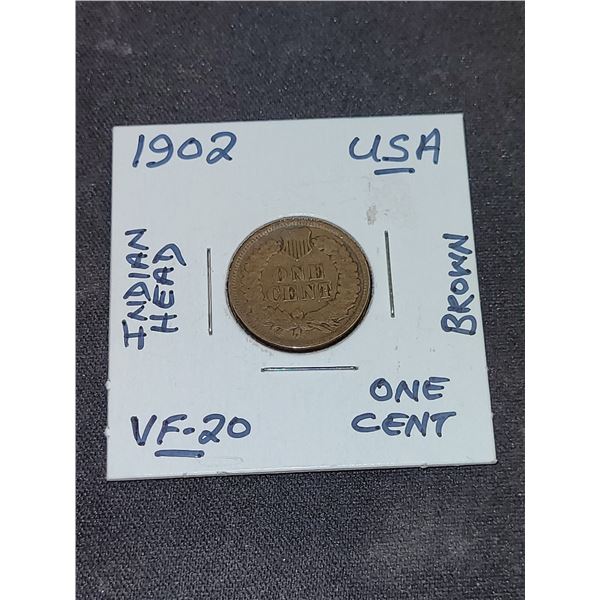 1902 USA
INDIAN
HEAD
ONE
CENT
BROWN
VF-20
ONE
CENT